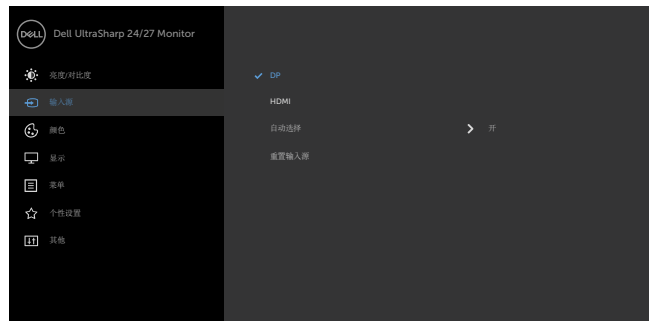 DELL Dell UltraSharp 24/27 Monitor
亮度/对比度
输入源
颜色
显示
菜单
个性设置
其他
DP
HDMI
自动选择 开
重置输入源